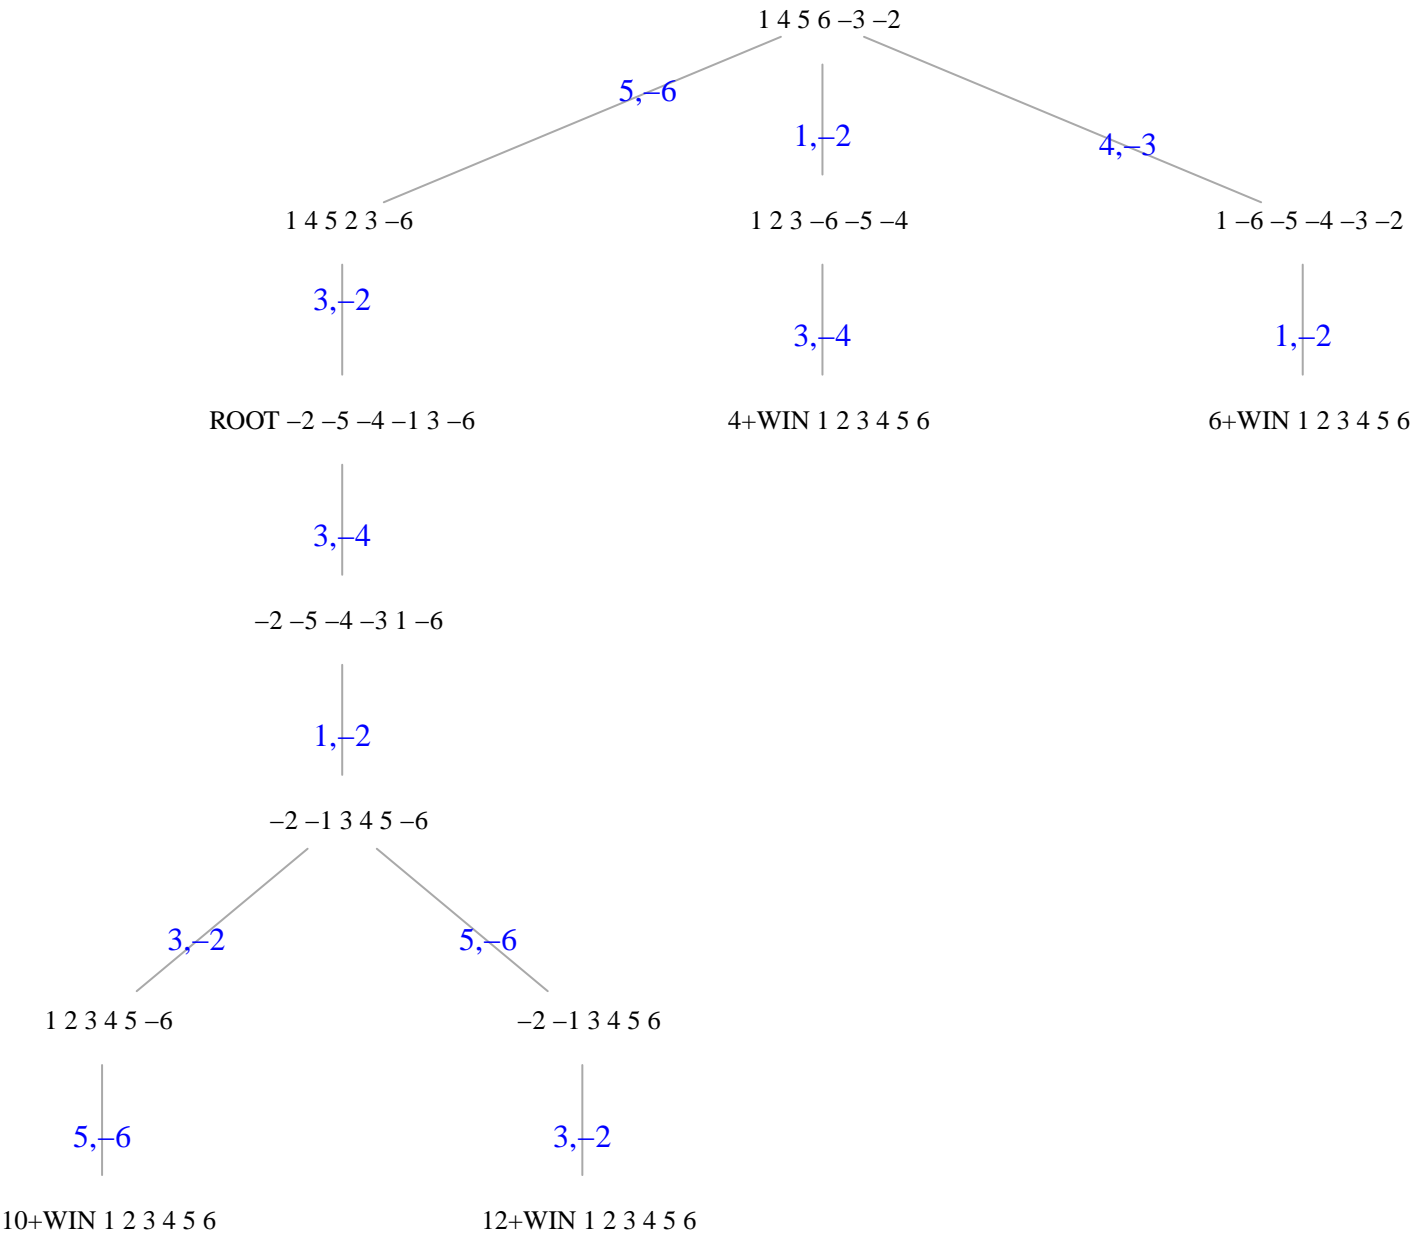 1 4 5 6 –3 –2
5,–6
1,–2
4,–3
1 4 5 2 3 –6
1 2 3 –6 –5 –4
1 –6 –5 –4 –3 –2
3,–2
3,–4
1,–2
ROOT –2 –5 –4 –1 3 –6
4+WIN 1 2 3 4 5 6
6+WIN 1 2 3 4 5 6
3,–4
–2 –5 –4 –3 1 –6
1,–2
–2 –1 3 4 5 –6
3,–2
5,–6
1 2 3 4 5 –6
–2 –1 3 4 5 6
5,–6
3,–2
10+WIN 1 2 3 4 5 6
12+WIN 1 2 3 4 5 6